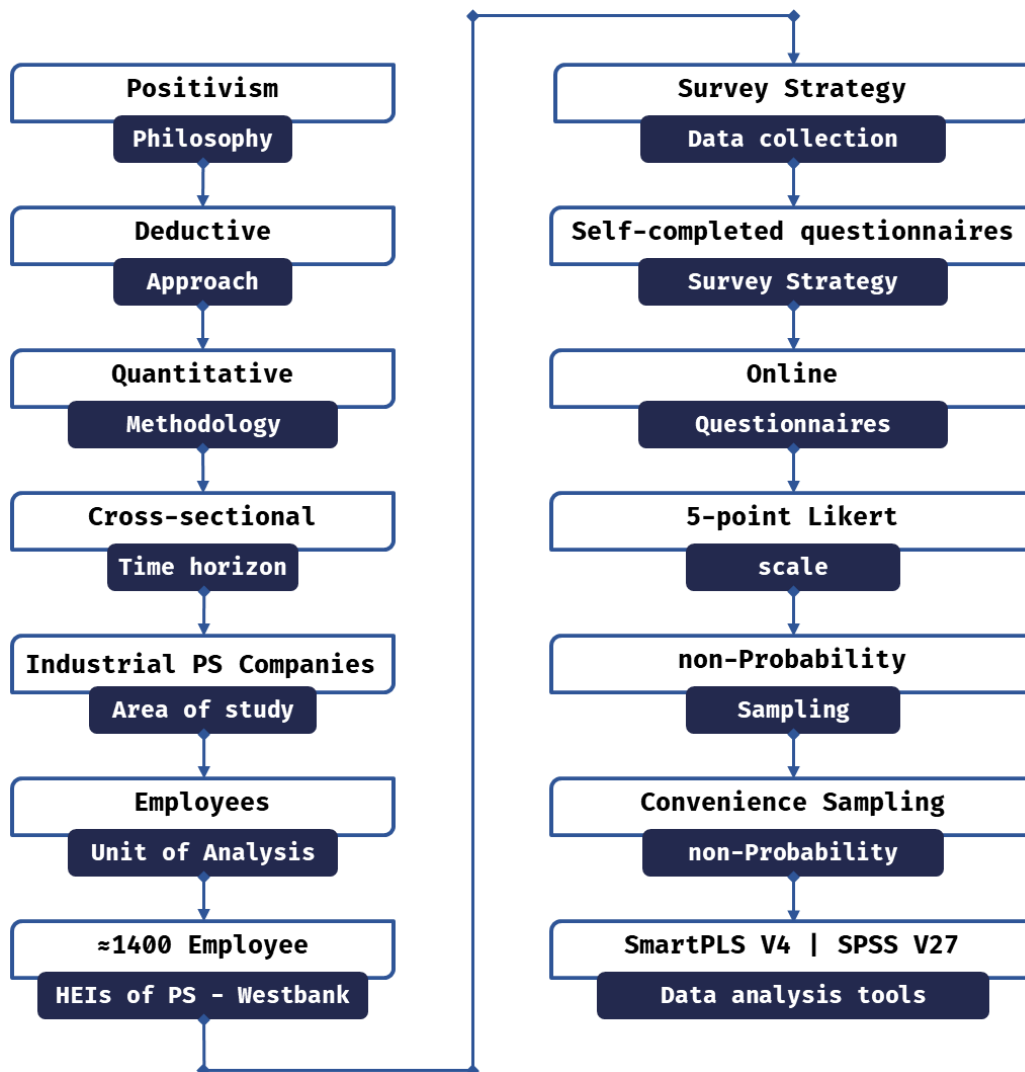 Positivism
Philosophy
Deductive
Approach
Quantitative
Methodology
Cross-sectional
Time horizon
Industrial PS Companies
Area of study
Employees
Unit of Analysis
≈1400 Employee
HEIs of PS - Westbank
Survey Strategy
Data collection
Self-completed questionnaires
Survey Strategy
Online
Questionnaires
5-point Likert
scale
non-Probability
Sampling
Convenience Sampling
non-Probability
SmartPLS V4 | SPSS V27
Data analysis tools